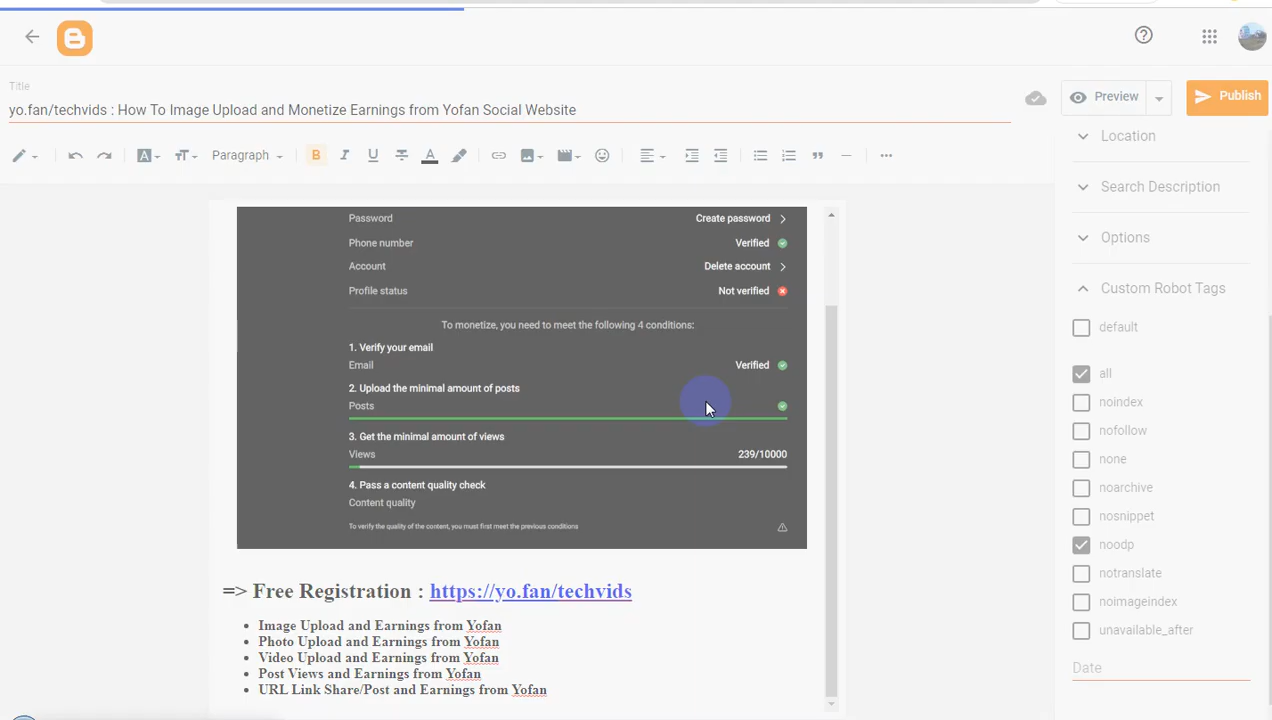 Title
yo.fan/techvids : How To Image Upload and Monetize Earnings from Yofan Social Website
Preview
Publish
Paragraph
B I U S A
Location
Search Description
Options
Custom Robot Tags
default
all
noindex
nofollow
none
noarchive
nosnippet
noodp
notranslate
noimageindex
unavailable_after
Date
Password Create password
Phone number Verified
Account Delete account
Profile status Not verified
To monetize, you need to meet the following 4 conditions:
1. Verify your email
Email Verified
2. Upload the minimal amount of posts
Posts
3. Get the minimal amount of views
Views 239/10000
4. Pass a content quality check
Content quality
To verify the quality of the content, you must first meet the previous conditions
=> Free Registration : https://yo.fan/techvids
• Image Upload and Earnings from Yofan
• Photo Upload and Earnings from Yofan
• Video Upload and Earnings from Yofan
• Post Views and Earnings from Yofan
• URL Link Share/Post and Earnings from Yofan